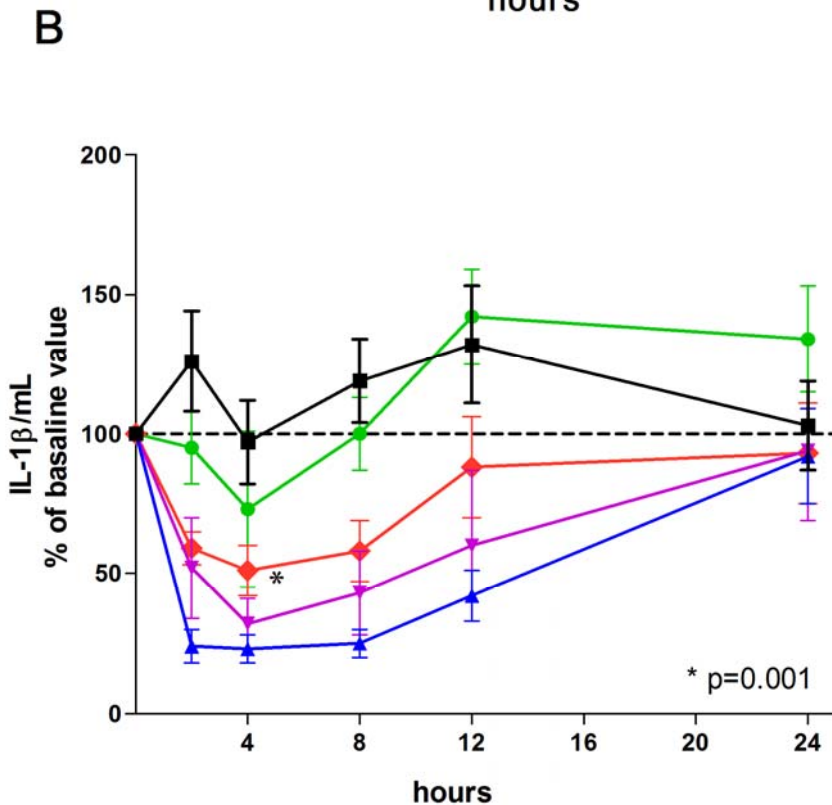 hours
B
200
150
100
50
0
IL-1β/mL
% of basaline value
*
* p=0.001
4 8 12 16 20 24
hours